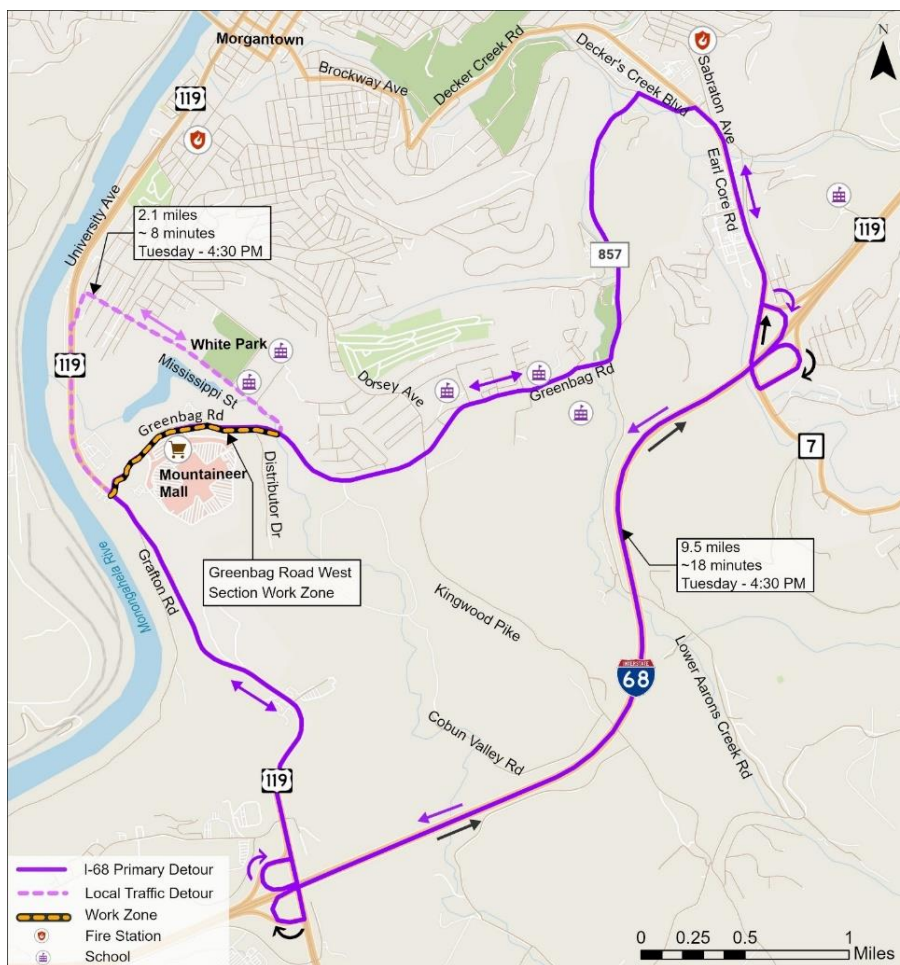 Morgantown
N
Brockway Ave
Decker Creek Rd
Decker's Creek Blvd
Sabraton Ave
119
University Ave
Earl Core Rd
2.1 miles
~ 8 minutes
Tuesday - 4:30 PM
119
857
White Park
119
Mississippi St
Dorsey Ave
Greenbag Rd
Greenbag Rd
7
Mountaineer
Mall
Distributor Dr
Monongahela Rive
Grafton Rd
Greenbag Road West
Section Work Zone
9.5 miles
~18 minutes
Tuesday - 4:30 PM
Kingwood Pike
INTERSTATE
68
Lower Aarons Creek Rd
Cobun Valley Rd
119
I-68 Primary Detour
Local Traffic Detour
Work Zone
Fire Station
School
0 0.25 0.5 1
Miles